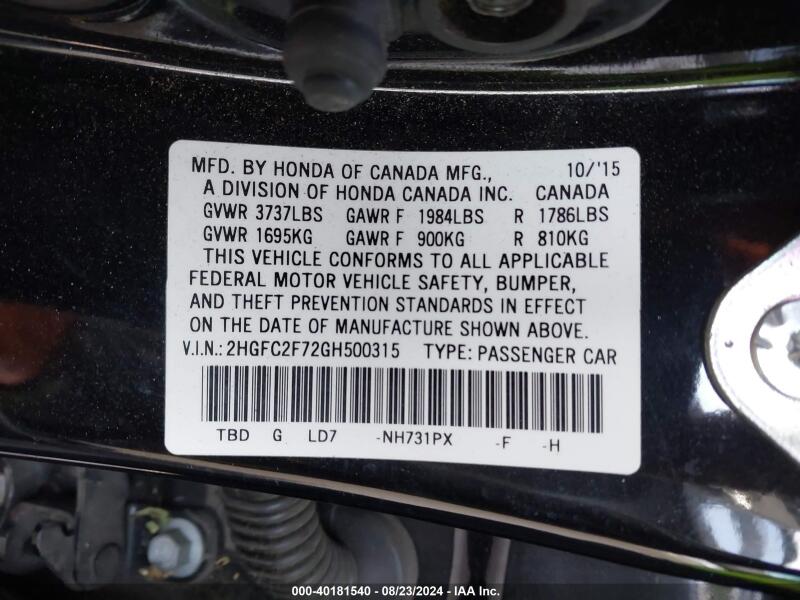 MFD. BY HONDA OF CANADA MFG., 10/'15
A DIVISION OF HONDA CANADA INC. CANADA
GVWR 3737LBS GAWR F 1984LBS R 1786LBS
GVWR 1695KG GAWR F 900KG R 810KG
THIS VEHICLE CONFORMS TO ALL APPLICABLE
FEDERAL MOTOR VEHICLE SAFETY, BUMPER,
AND THEFT PREVENTION STANDARDS IN EFFECT
ON THE DATE OF MANUFACTURE SHOWN ABOVE.
V.I.N.: 2HGFC2F72GH500315 TYPE: PASSENGER CAR
TBD G LD7 -NH731PX -F -H
000-40181540 - 08/23/2024 - IAA Inc.